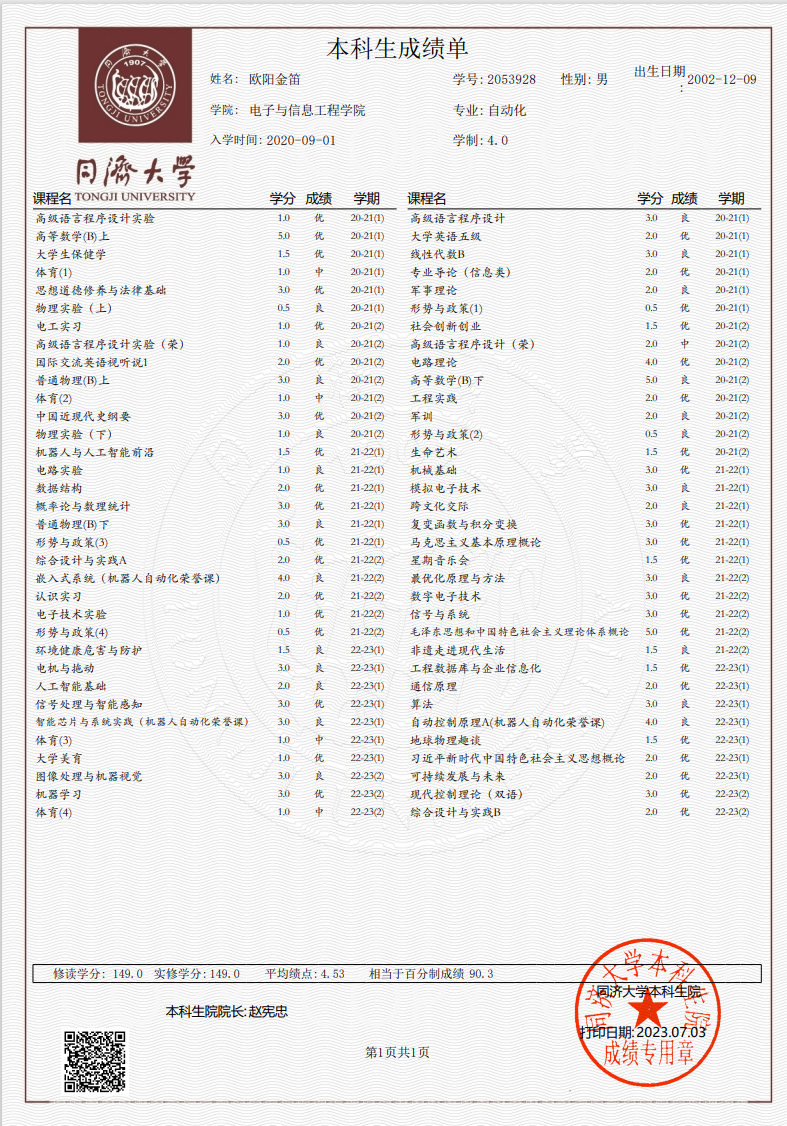 本科生成绩单
1907
TONGJI UNIVERSITY
同濟大學
TONGJI UNIVERSITY
姓名: 欧阳金笛 学号: 2053928 性别: 男 出生日期: 2002-12-09
学院: 电子与信息工程学院 专业: 自动化
入学时间: 2020-09-01 学制: 4.0
课程名 学分 成绩 学期 课程名 学分 成绩 学期
高级语言程序设计实验 1.0 优 20-21(1) 高级语言程序设计 3.0 良 20-21(1)
高等数学(B)上 5.0 优 20-21(1) 大学英语五级 2.0 优 20-21(1)
大学生保健学 1.5 优 20-21(1) 线性代数B 3.0 良 20-21(1)
体育(1) 1.0 中 20-21(1) 专业导论（信息类） 2.0 优 20-21(1)
思想道德修养与法律基础 3.0 优 20-21(1) 军事理论 2.0 良 20-21(1)
物理实验（上） 0.5 良 20-21(1) 形势与政策(1) 0.5 优 20-21(1)
电工实习 1.0 优 20-21(2) 社会创新创业 1.5 优 20-21(2)
高级语言程序设计实验（荣） 1.0 良 20-21(2) 高级语言程序设计（荣） 2.0 中 20-21(2)
国际交流英语视听说1 2.0 优 20-21(2) 电路理论 4.0 优 20-21(2)
普通物理(B)上 3.0 良 20-21(2) 高等数学(B)下 5.0 良 20-21(2)
体育(2) 1.0 中 20-21(2) 工程实践 2.0 优 20-21(2)
中国近现代史纲要 3.0 优 20-21(2) 军训 2.0 良 20-21(2)
物理实验（下） 1.0 良 20-21(2) 形势与政策(2) 0.5 良 20-21(2)
机器人与人工智能前沿 1.5 优 21-22(1) 生命艺术 1.5 优 20-21(2)
电路实验 1.0 良 21-22(1) 机械基础 3.0 优 21-22(1)
数据结构 2.0 优 21-22(1) 模拟电子技术 3.0 良 21-22(1)
概率论与数理统计 3.0 优 21-22(1) 跨文化交际 2.0 良 21-22(1)
普通物理(B)下 3.0 良 21-22(1) 复变函数与积分变换 3.0 优 21-22(1)
形势与政策(3) 0.5 优 21-22(1) 马克思主义基本原理概论 3.0 优 21-22(1)
综合设计与实践A 2.0 优 21-22(2) 星期音乐会 1.5 优 21-22(1)
嵌入式系统（机器人自动化荣誉课） 4.0 良 21-22(2) 最优化原理与方法 3.0 良 21-22(2)
认识实习 2.0 优 21-22(2) 数字电子技术 3.0 优 21-22(2)
电子技术实验 1.0 优 21-22(2) 信号与系统 3.0 优 21-22(2)
形势与政策(4) 0.5 优 21-22(2) 毛泽东思想和中国特色社会主义理论体系概论 5.0 优 21-22(2)
环境健康危害与防护 1.5 良 22-23(1) 非遗走进现代生活 1.5 良 21-22(2)
电机与拖动 3.0 良 22-23(1) 工程数据库与企业信息化 1.5 优 22-23(1)
人工智能基础 2.0 良 22-23(1) 通信原理 2.0 优 22-23(1)
信号处理与智能感知 3.0 优 22-23(1) 算法 3.0 良 22-23(1)
智能芯片与系统实践（机器人自动化荣誉课） 3.0 良 22-23(1) 自动控制原理A(机器人自动化荣誉课) 4.0 良 22-23(1)
体育(3) 1.0 中 22-23(1) 地球物理趣谈 1.5 优 22-23(1)
大学美育 1.0 优 22-23(1) 习近平新时代中国特色社会主义思想概论 2.0 优 22-23(1)
图像处理与机器视觉 3.0 良 22-23(2) 可持续发展与未来 2.0 优 22-23(2)
机器学习 3.0 优 22-23(2) 现代控制理论（双语） 3.0 优 22-23(2)
体育(4) 1.0 中 22-23(2) 综合设计与实践B 2.0 优 22-23(2)
修读学分: 149.0 实修学分: 149.0 平均绩点: 4.53 相当于百分制成绩 90.3
本科生院院长: 赵宪忠
同济大学本科生院
打印日期: 2023.07.03
同济大学本科生院
成绩专用章
第1页共1页